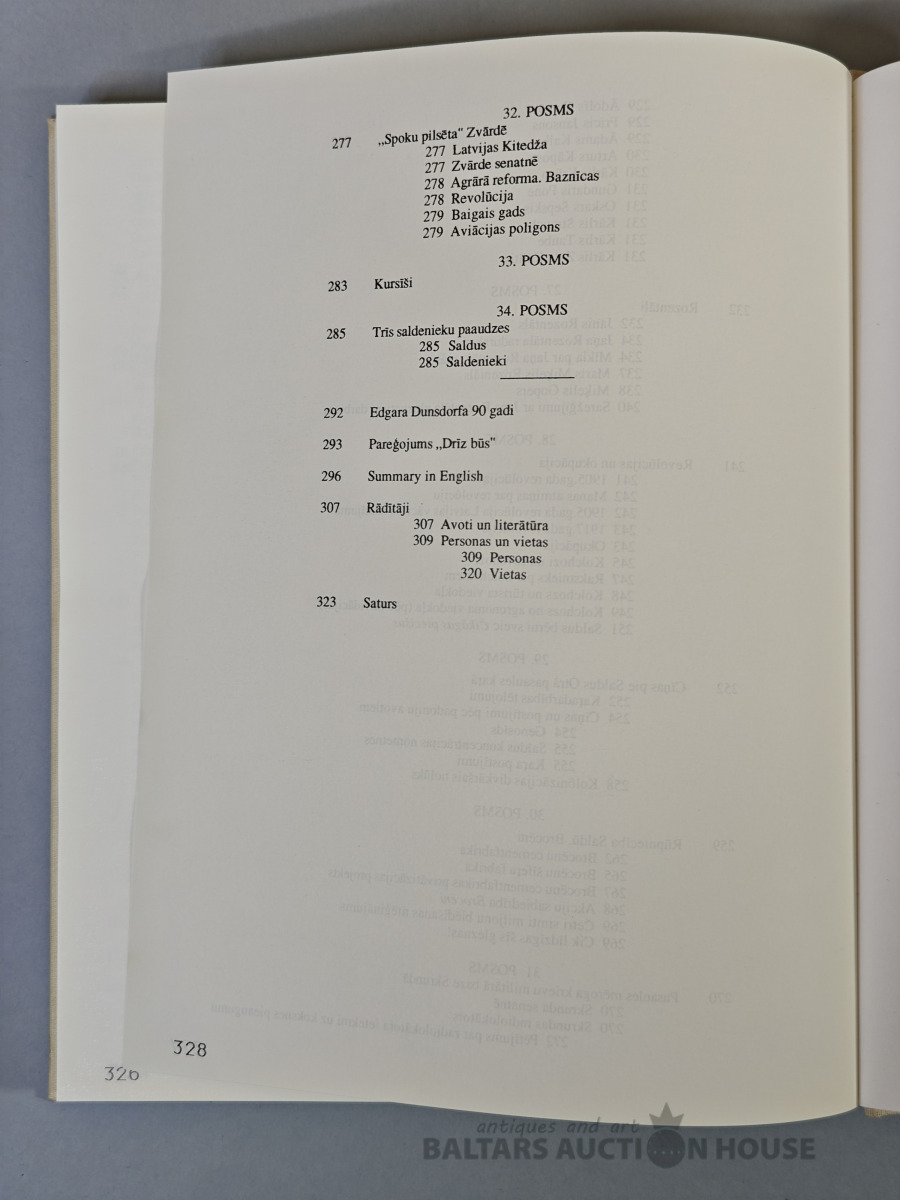 32. POSMS
277 „Spoku pilsēta" Zvārdē
277 Latvijas Kitedža
277 Zvārde senatnē
278 Agrārā reforma. Baznīcas
278 Revolūcija
279 Baigais gads
279 Aviācijas poligons
33. POSMS
283 Kursīši
34. POSMS
285 Trīs saldenieku paaudzes
285 Saldus
285 Saldenieki
292 Edgara Dunsdorfa 90 gadi
293 Pareģojums „Drīz būs"
296 Summary in English
307 Rādītāji
307 Avoti un literātūra
309 Personas un vietas
309 Personas
320 Vietas
323 Saturs
328
326
antiques and art
BALTARS AUCTION HOUSE